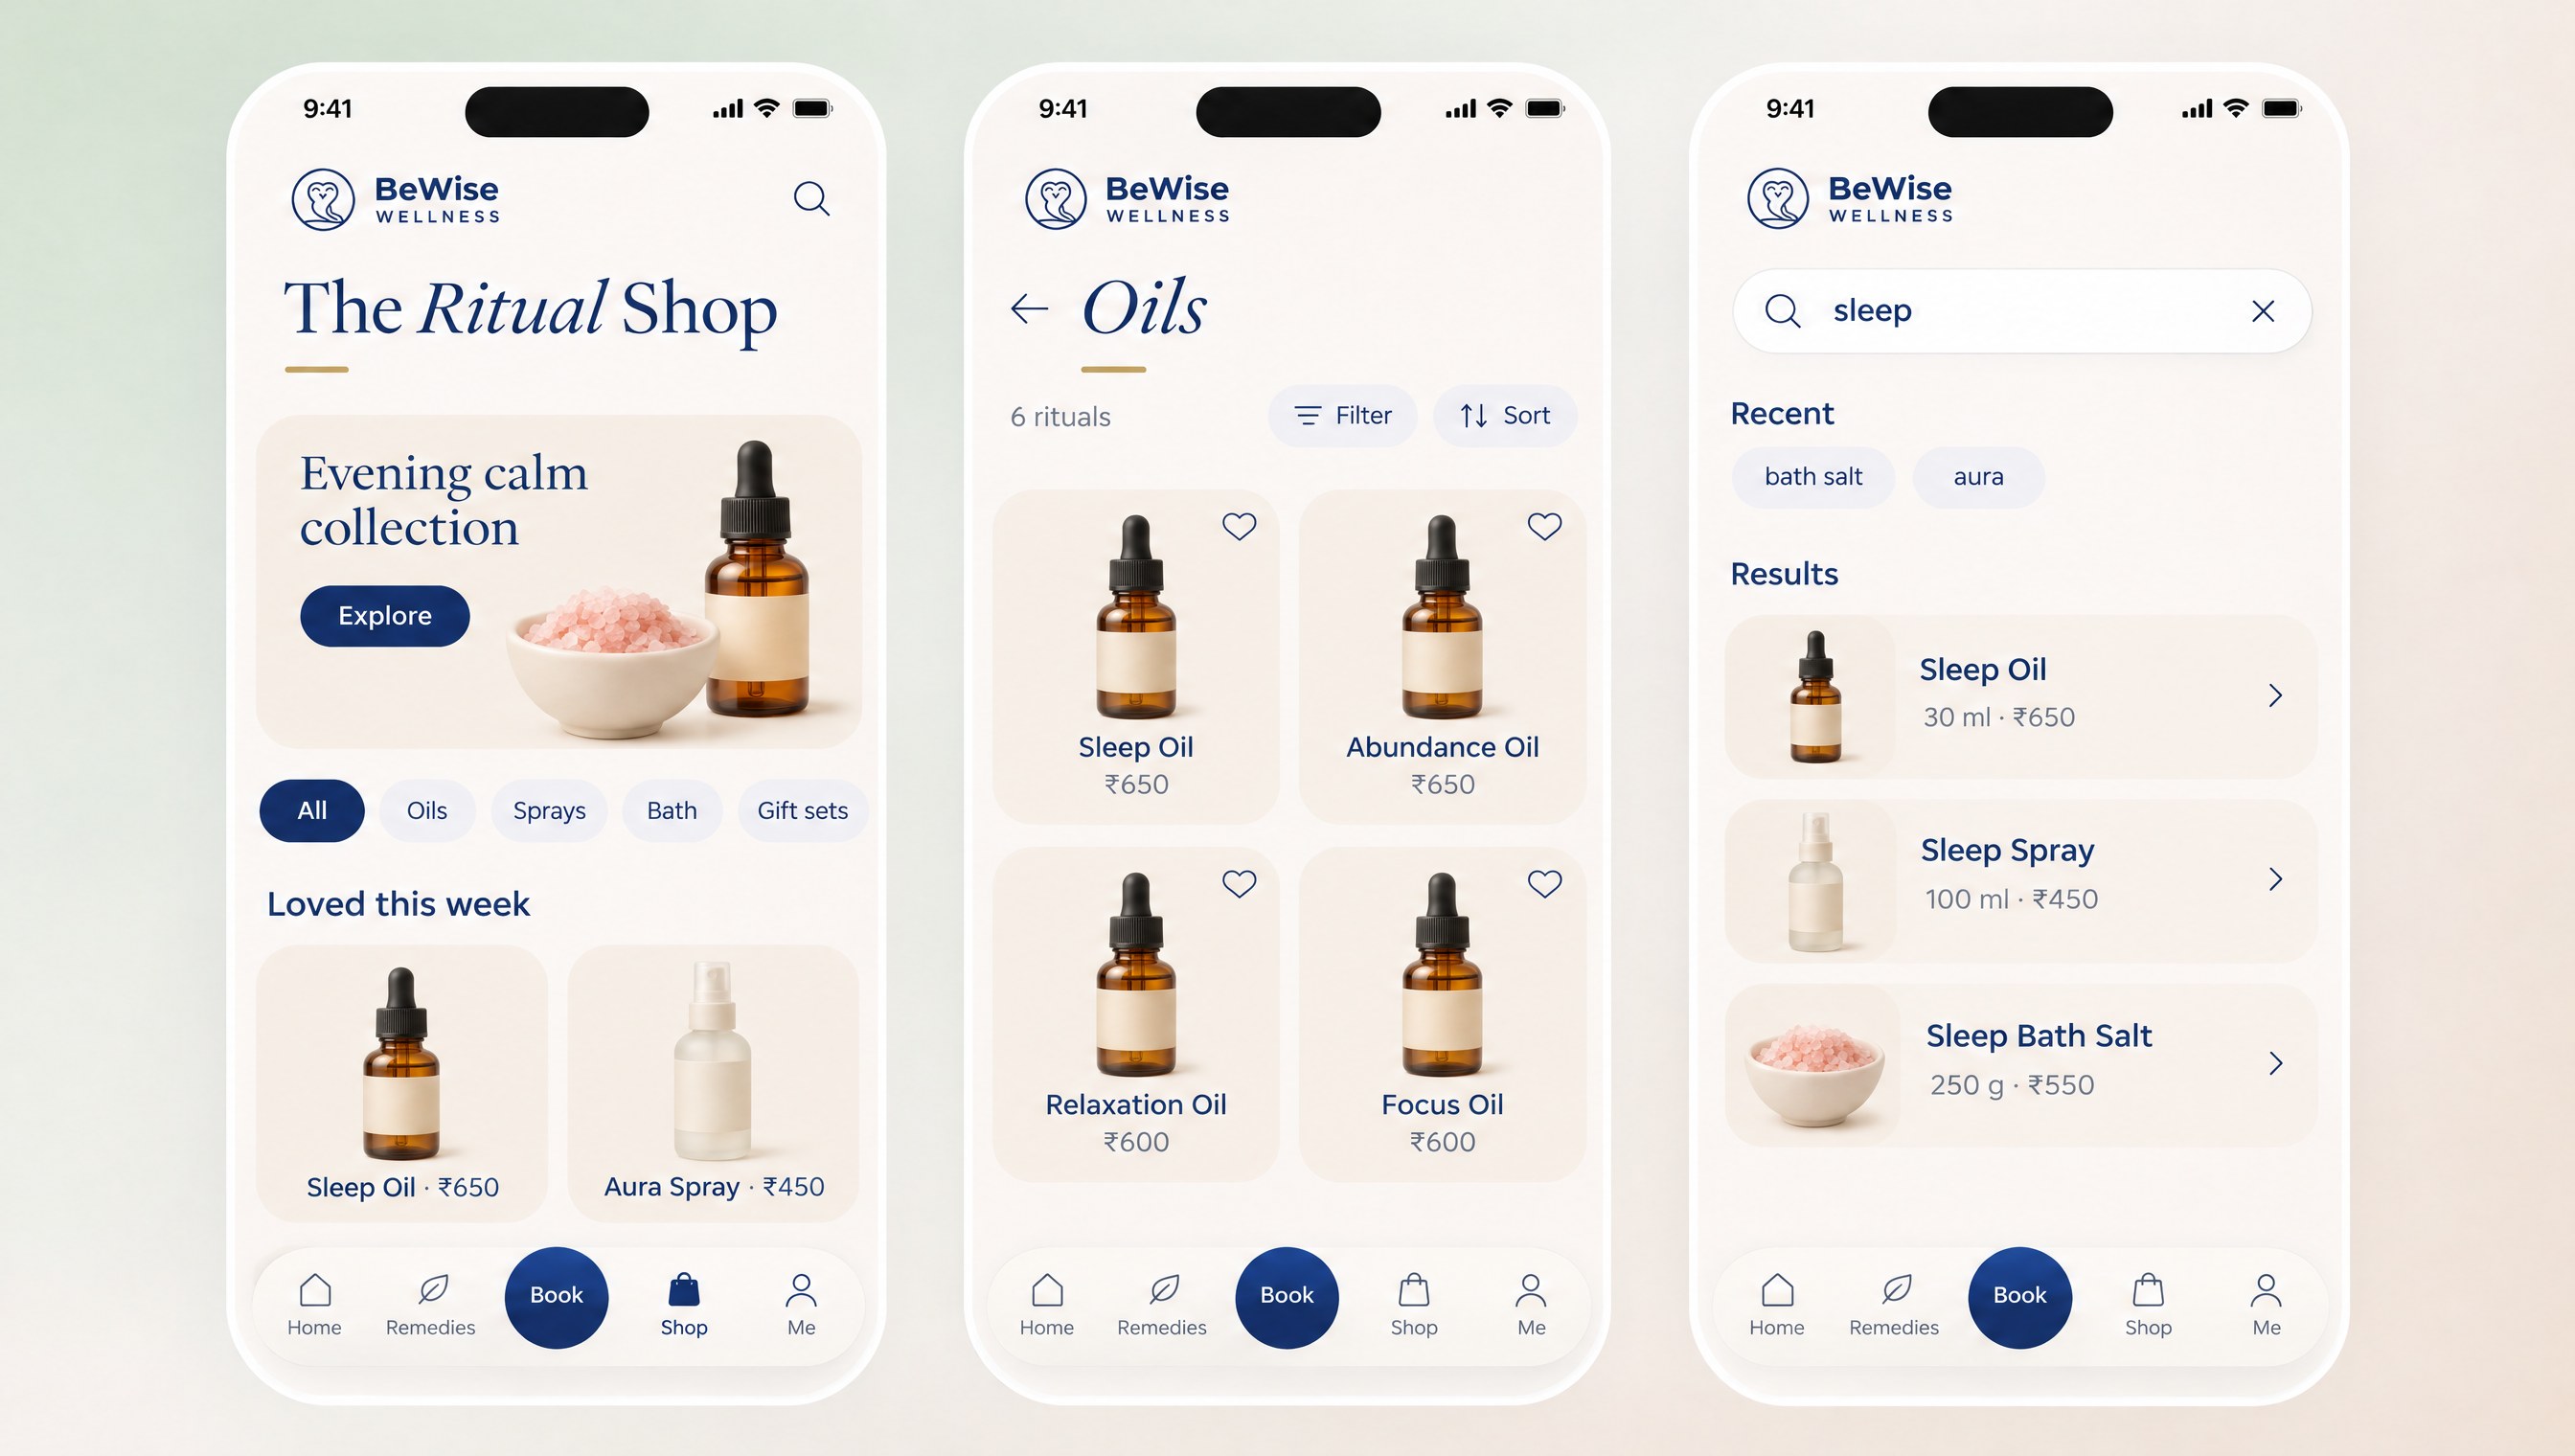 9:41
BeWise
WELLNESS
The Ritual Shop
Evening calm
collection
Explore
All
Oils
Sprays
Bath
Gift sets
Loved this week
Sleep Oil · ₹650
Aura Spray · ₹450
Home
Remedies
Book
Shop
Me
9:41
BeWise
WELLNESS
Oils
6 rituals
Filter
Sort
Sleep Oil
₹650
Abundance Oil
₹650
Relaxation Oil
₹600
Focus Oil
₹600
Home
Remedies
Book
Shop
Me
9:41
BeWise
WELLNESS
sleep
Recent
bath salt
aura
Results
Sleep Oil
30 ml · ₹650
Sleep Spray
100 ml · ₹450
Sleep Bath Salt
250 g · ₹550
Home
Remedies
Book
Shop
Me